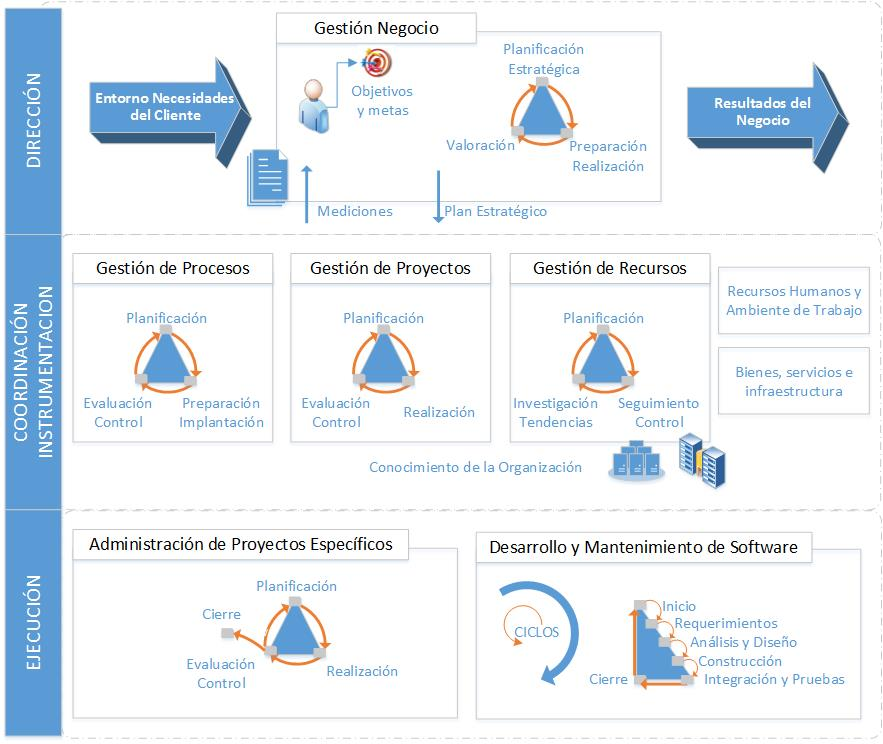 DIRECCIÓN
Gestión Negocio
Entorno Necesidades
del Cliente
Objetivos
y metas
Planificación
Estratégica
Valoración
Preparación
Realización
Resultados del
Negocio
Mediciones
Plan Estratégico
COORDINACIÓN
INSTRUMENTACION
Gestión de Procesos
Planificación
Evaluación
Control
Preparación
Implantación
Gestión de Proyectos
Planificación
Evaluación
Control
Realización
Gestión de Recursos
Planificación
Investigación
Tendencias
Seguimiento
Control
Recursos Humanos y
Ambiente de Trabajo
Bienes, servicios e
infraestructura
Conocimiento de la Organización
EJECUCIÓN
Administración de Proyectos Específicos
Planificación
Cierre
Evaluación
Control
Realización
Desarrollo y Mantenimiento de Software
CICLOS
Inicio
Requerimientos
Análisis y Diseño
Construcción
Integración y Pruebas
Cierre